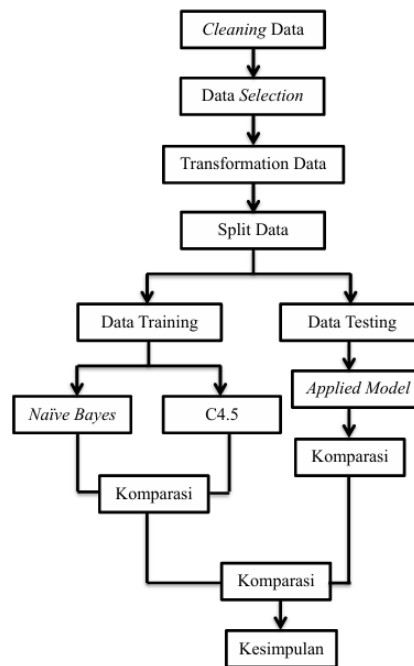 Cleaning Data
Data Selection
Transformation Data
Split Data
Data Training
Data Testing
Naïve Bayes
C4.5
Applied Model
Komparasi
Komparasi
Komparasi
Kesimpulan